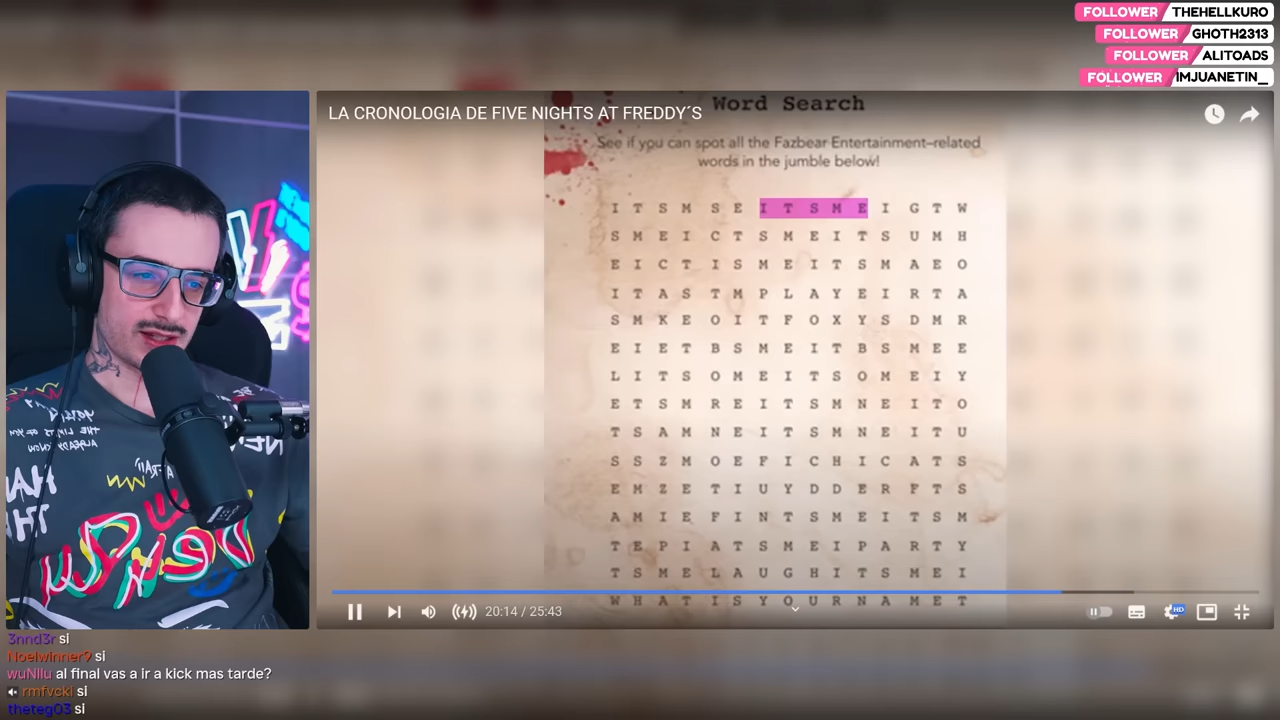 FOLLOWER THEHELLKURO
FOLLOWER GHOTH2313
FOLLOWER ALITOADS
FOLLOWER IMJUANETIN_
LA CRONOLOGIA DE FIVE NIGHTS AT FREDDY´S
Word Search
See if you can spot all the Fazbear Entertainment–related
words in the jumble below!
I T S M S E I T S M E I G T W
S M E I C T S M E I T S U M H
E I C T I S M E I T S M A E O
I T A S T M P L A Y E I R T A
S M K E O I T F O X Y S D M R
E I E T B S M E I T B S M E E
L I T S O M E I T S O M E I Y
E T S M R E I T S M N E I T O
T S A M N E I T S M N E I T U
S S Z M O E F I C H I C A T S
E M Z E T I U Y D D E R F T S
A M I E F I N T S M E I T S M
T E P I A T S M E I P A R T Y
T S M E L A U G H I T S M E I
W H A T I S Y O U R N A M E T
20:14 / 25:43
HD
3nnd3r si
Noelwinner9 si
wuNllu al final vas a ir a kick mas tarde?
rmfvcki si
theteg03 si